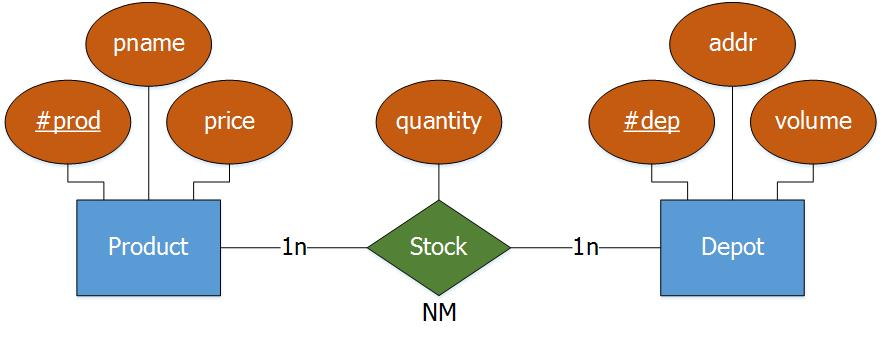 pname
addr
#prod
price
quantity
#dep
volume
Product
1n
Stock
1n
Depot
NM